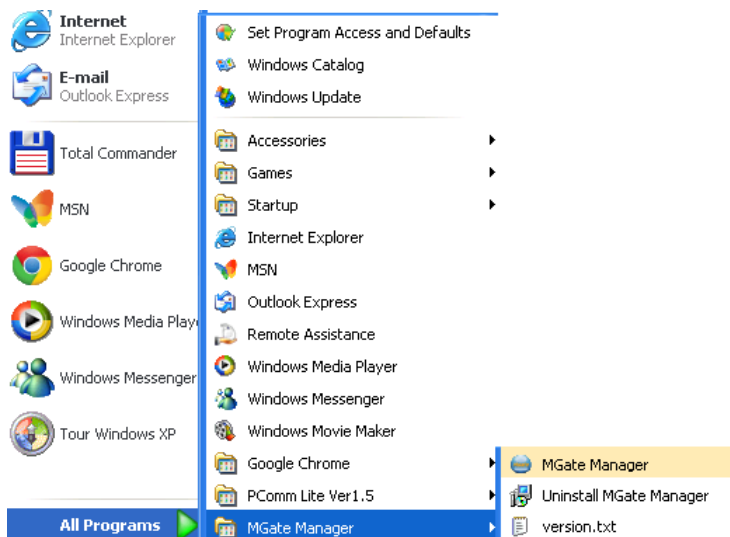 Internet
Internet Explorer
E-mail
Outlook Express
Total Commander
MSN
Google Chrome
Windows Media Play
Windows Messenger
Tour Windows XP
All Programs
Set Program Access and Defaults
Windows Catalog
Windows Update
Accessories
Games
Startup
Internet Explorer
MSN
Outlook Express
Remote Assistance
Windows Media Player
Windows Messenger
Windows Movie Maker
Google Chrome
PComm Lite Ver1.5
MGate Manager
MGate Manager
Uninstall MGate Manager
version.txt